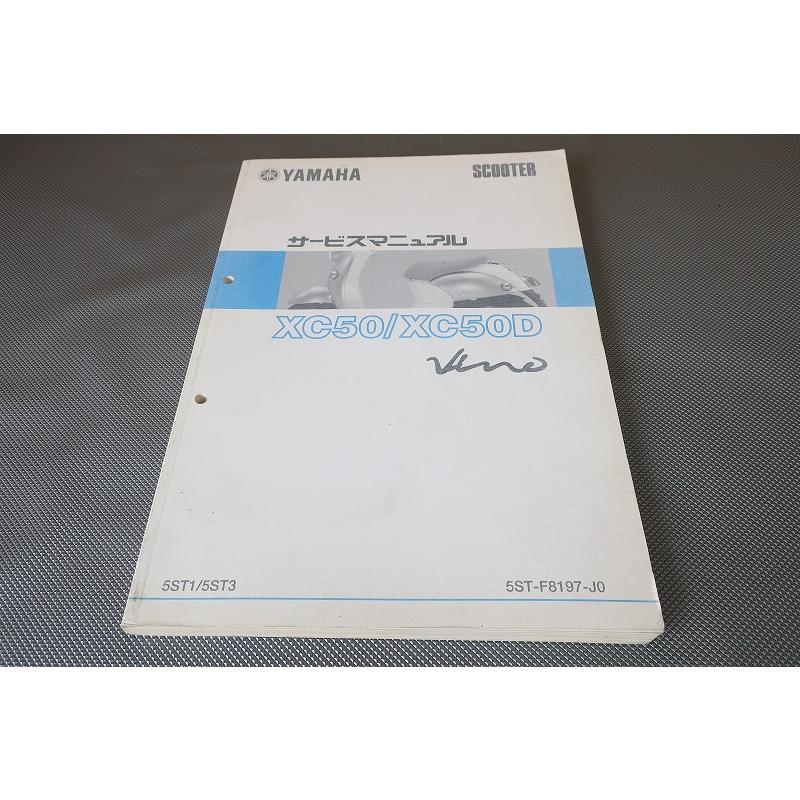 YAMAHA SCOOTER
サービスマニュアル
XC50/XC50D
Vino
5ST1/5ST3 5ST-F8197-J0